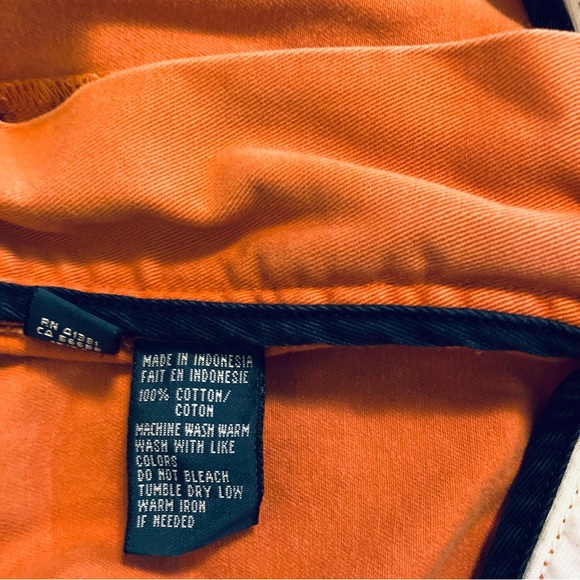 RN 41381
CA
MADE IN INDONESIA
FAIT EN INDONESIE
100% COTTON/
COTON
MACHINE WASH WARM
WASH WITH LIKE
COLORS
DO NOT BLEACH
TUMBLE DRY LOW
WARM IRON
IF NEEDED